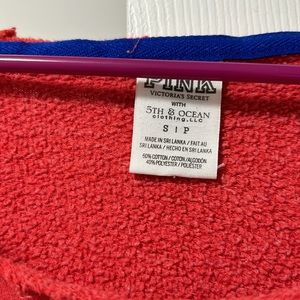 PINK
VICTORIA'S SECRET
WITH
5TH & OCEAN
clothing, LLC
S | P
MADE IN SRI LANKA / FAIT AU
SRI LANKA / HECHO EN SRI LANKA
60% COTTON / COTON / ALGODÓN
40% POLYESTER / POLIÉSTER